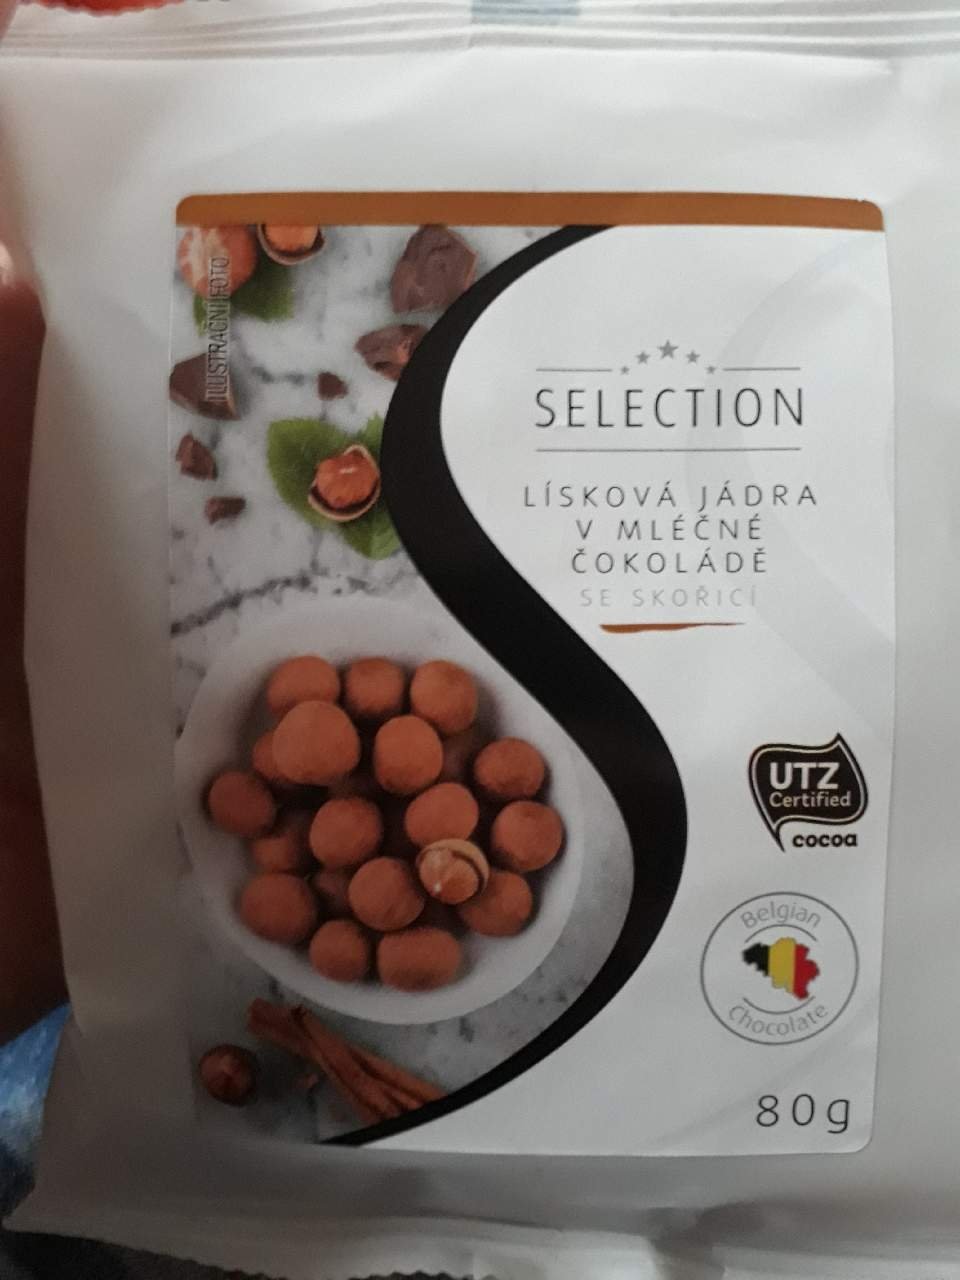 ILUSTRAČNÍ FOTO
SELECTION
LÍSKOVÁ JÁDRA
V MLÉČNÉ
ČOKOLÁDĚ
SE SKOŘICÍ
UTZ
Certified
cocoa
Belgian
Chocolate
80g